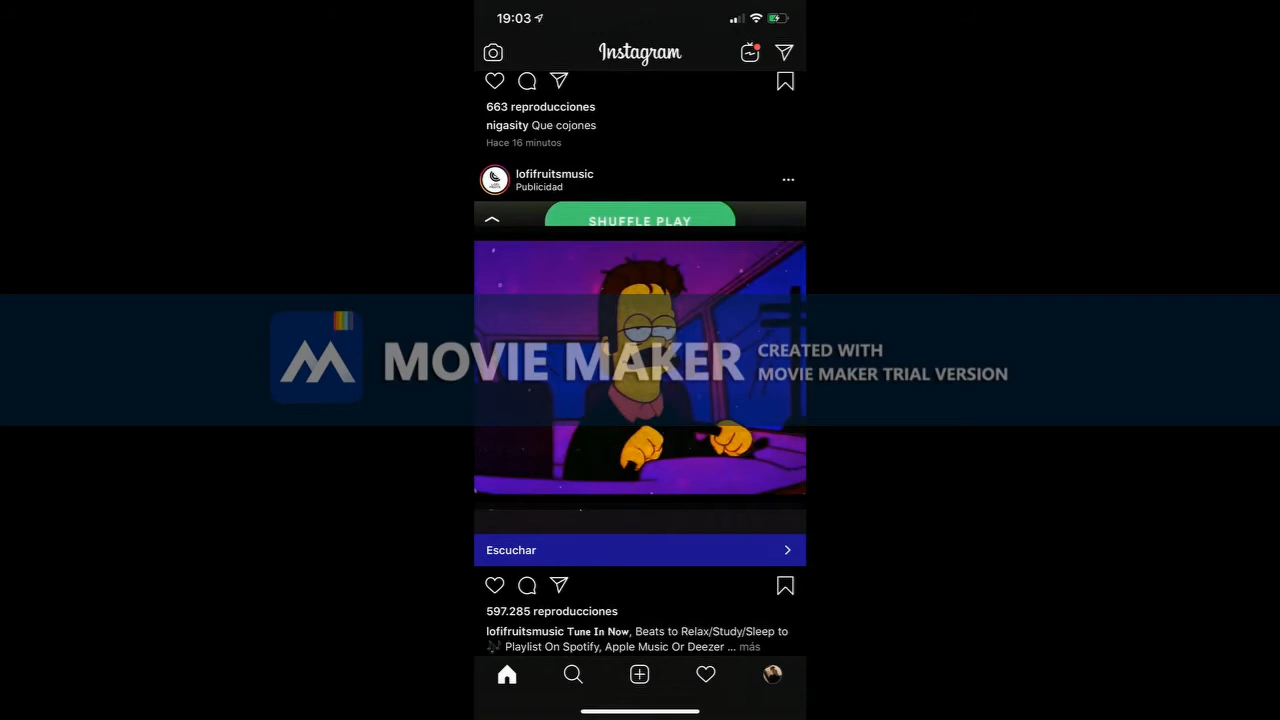 19:03
Instagram
663 reproducciones
nigasity Que cojones
Hace 16 minutos
lofifruitsmusic
Publicidad
SHUFFLE PLAY
MOVIE MAKER
CREATED WITH
MOVIE MAKER TRIAL VERSION
Escuchar
597.285 reproducciones
lofifruitsmusic Tune In Now, Beats to Relax/Study/Sleep to
🎶 Playlist On Spotify, Apple Music Or Deezer ... más